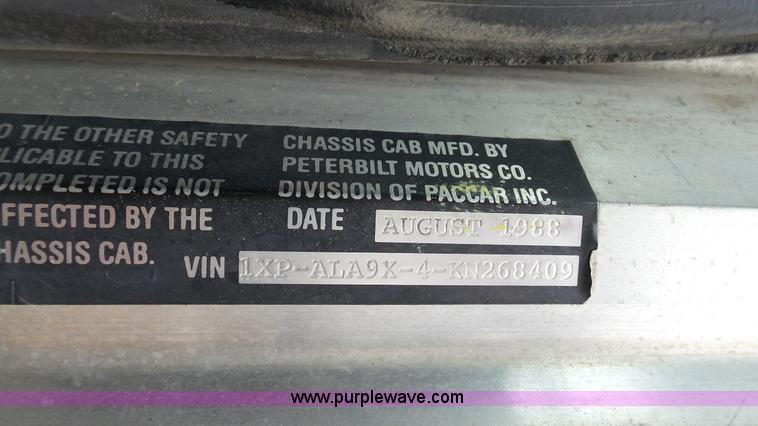 O THE OTHER SAFETY
PLICABLE TO THIS
OMPLETED IS NOT
FFECTED BY THE
HASSIS CAB.
CHASSIS CAB MFD. BY
PETERBILT MOTORS CO.
DIVISION OF PACCAR INC.
DATE AUGUST 1988
VIN 1XP-ALA9X-4-KN268409
www.purplewave.com